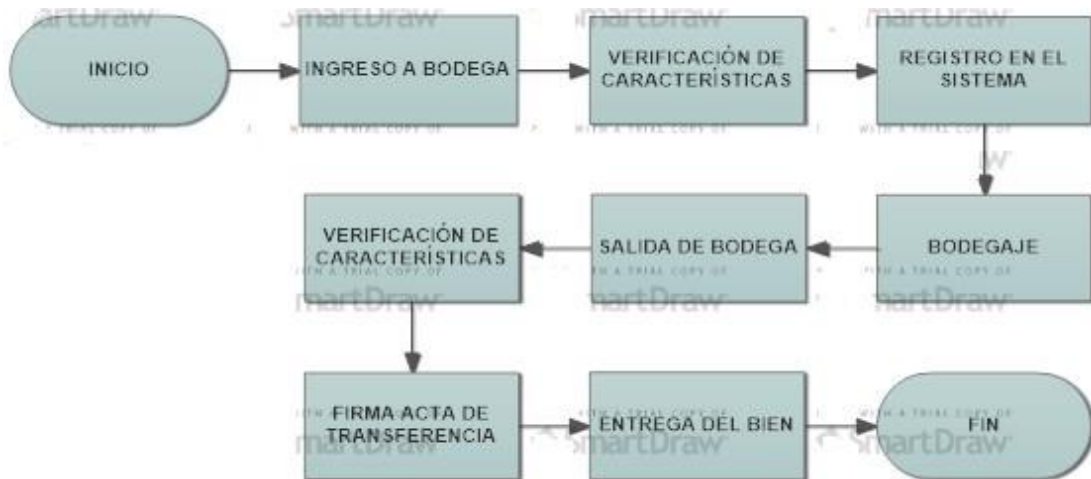 INICIO
INGRESO A BODEGA
VERIFICACIÓN DE
CARACTERÍSTICAS
REGISTRO EN EL
SISTEMA
BODEGAJE
SALIDA DE BODEGA
VERIFICACIÓN DE
CARACTERÍSTICAS
FIRMA ACTA DE
TRANSFERENCIA
ENTREGA DEL BIEN
FIN